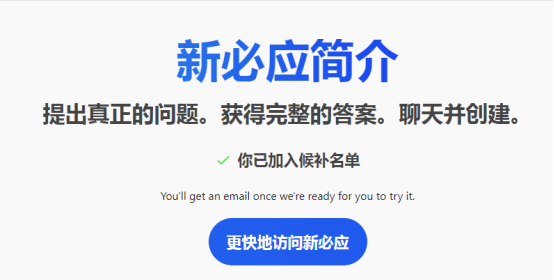 新必应简介
提出真正的问题。获得完整的答案。聊天并创建。
你已加入候补名单
You'll get an email once we're ready for you to try it.
更快地访问新必应